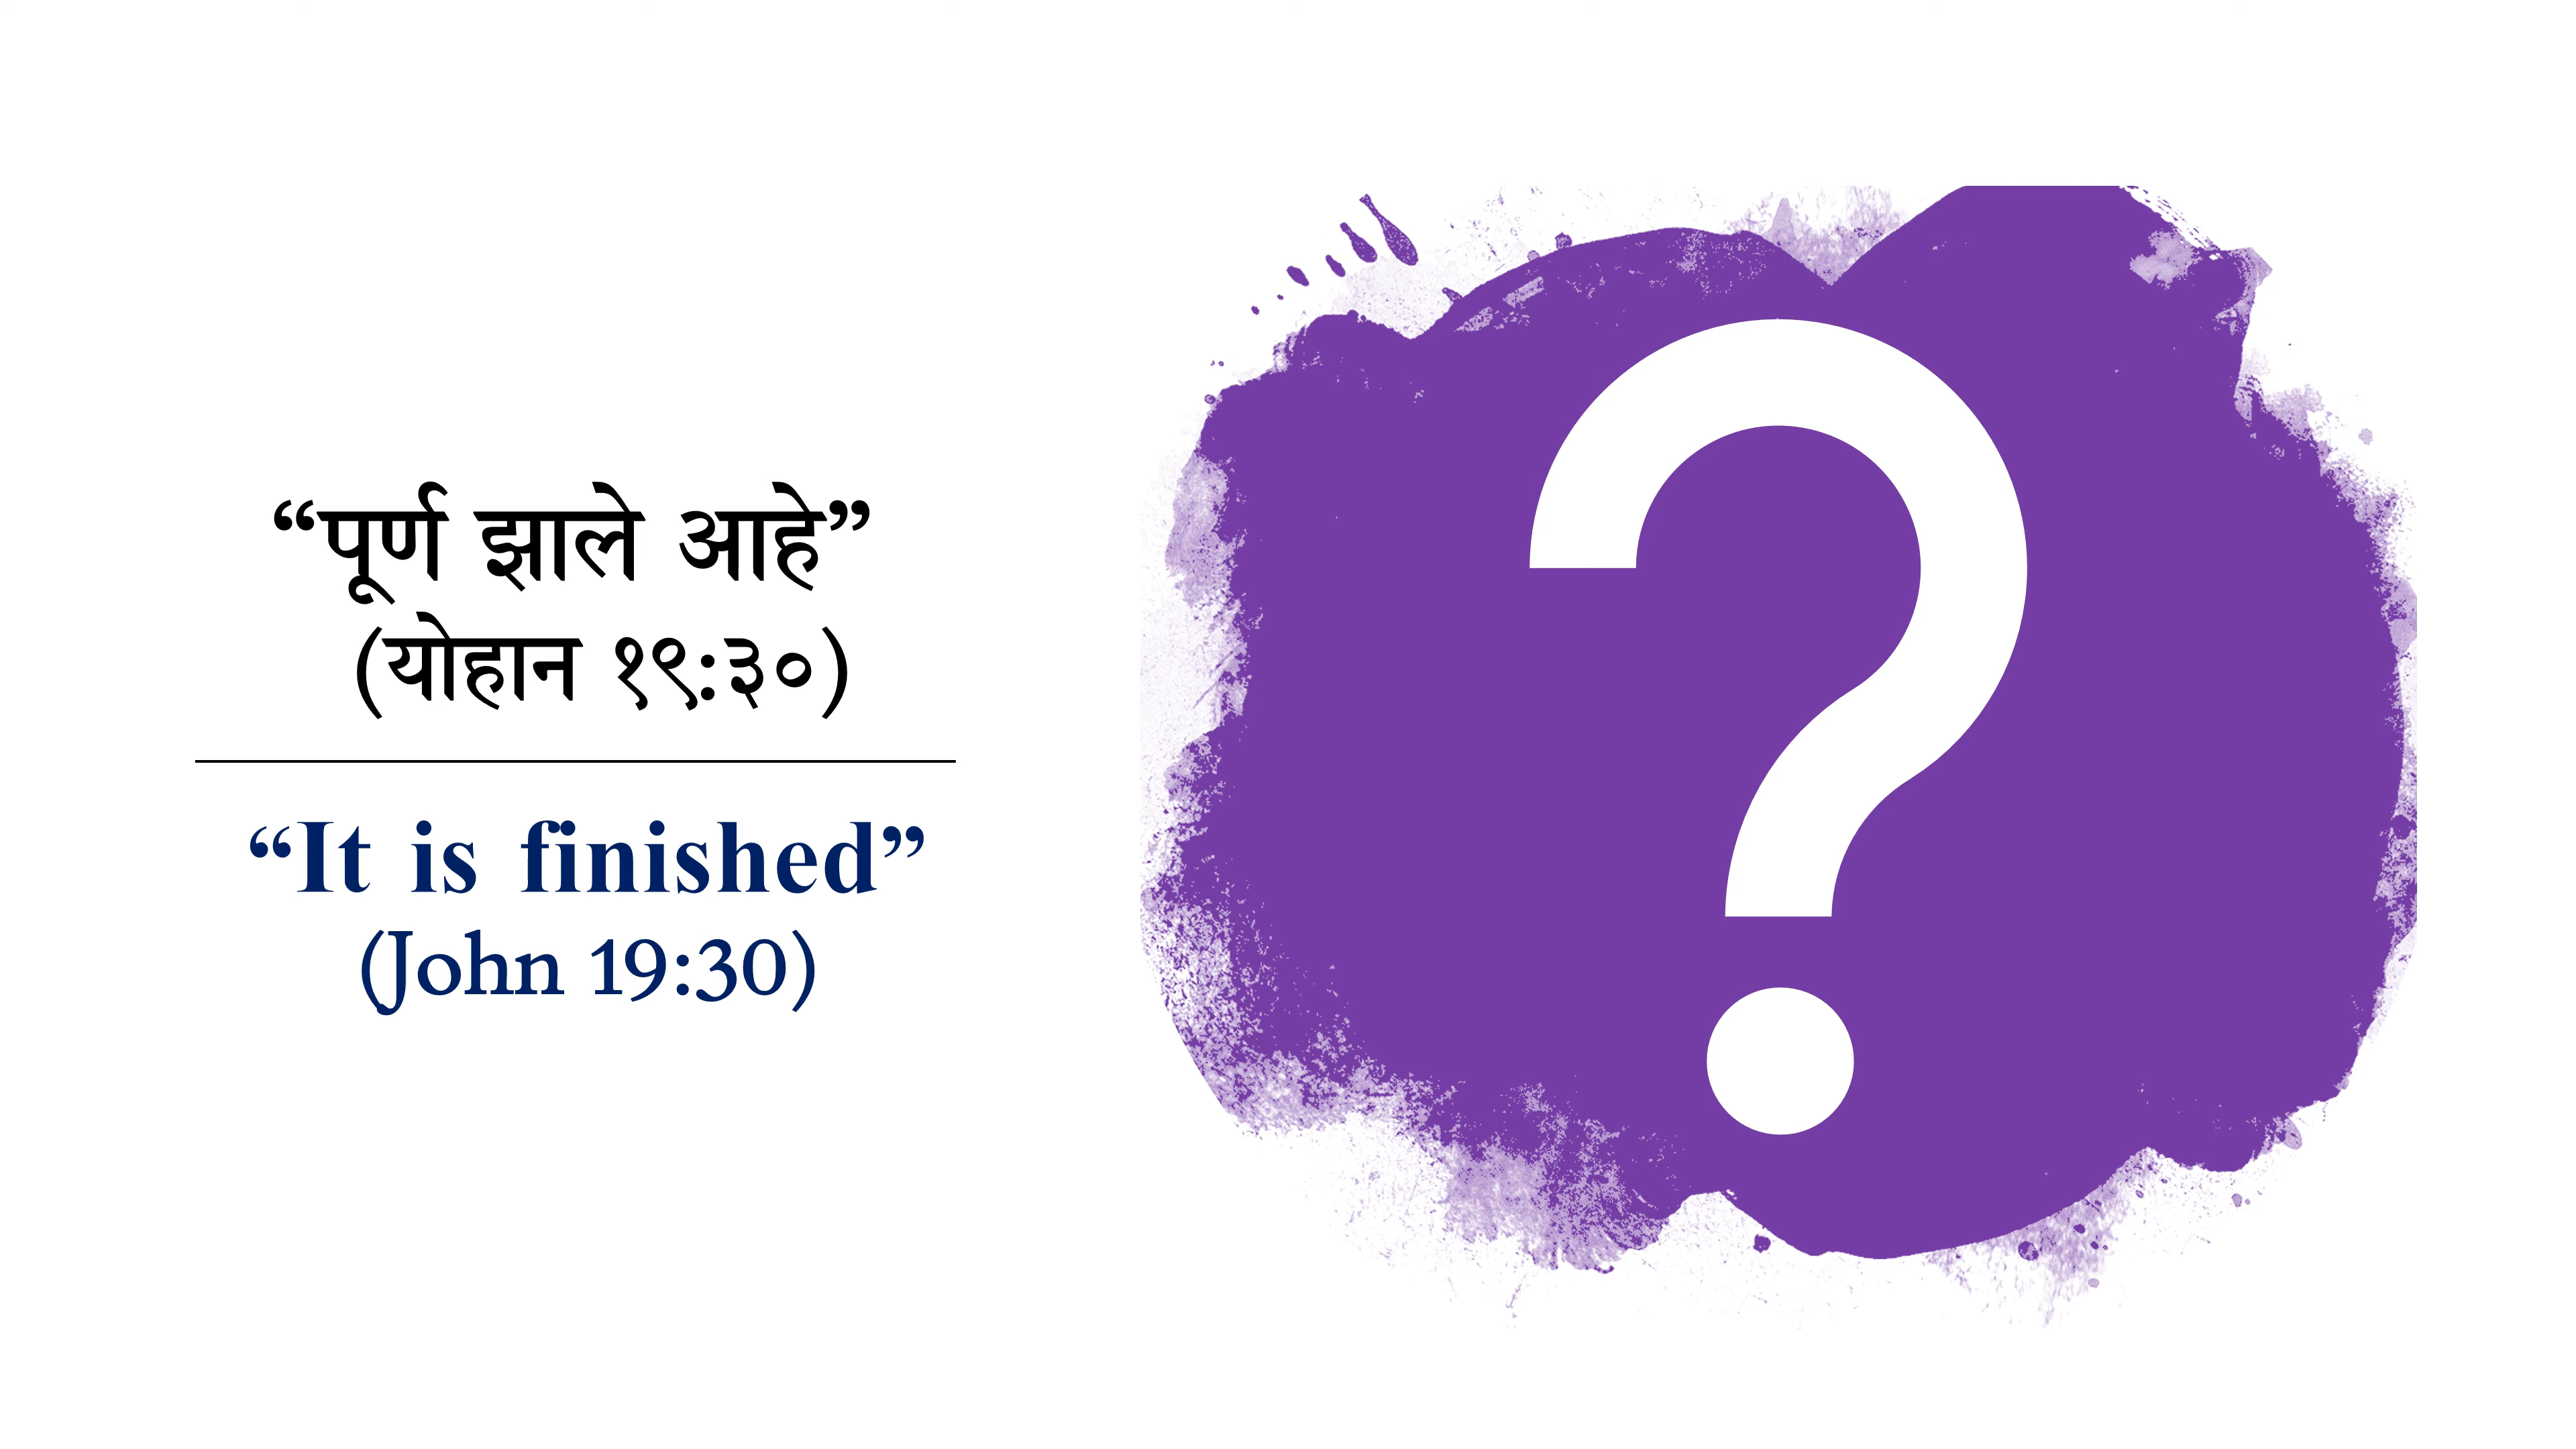 “पूर्ण झाले आहे”
(योहान १९:३०)
“It is finished”
(John 19:30)
?